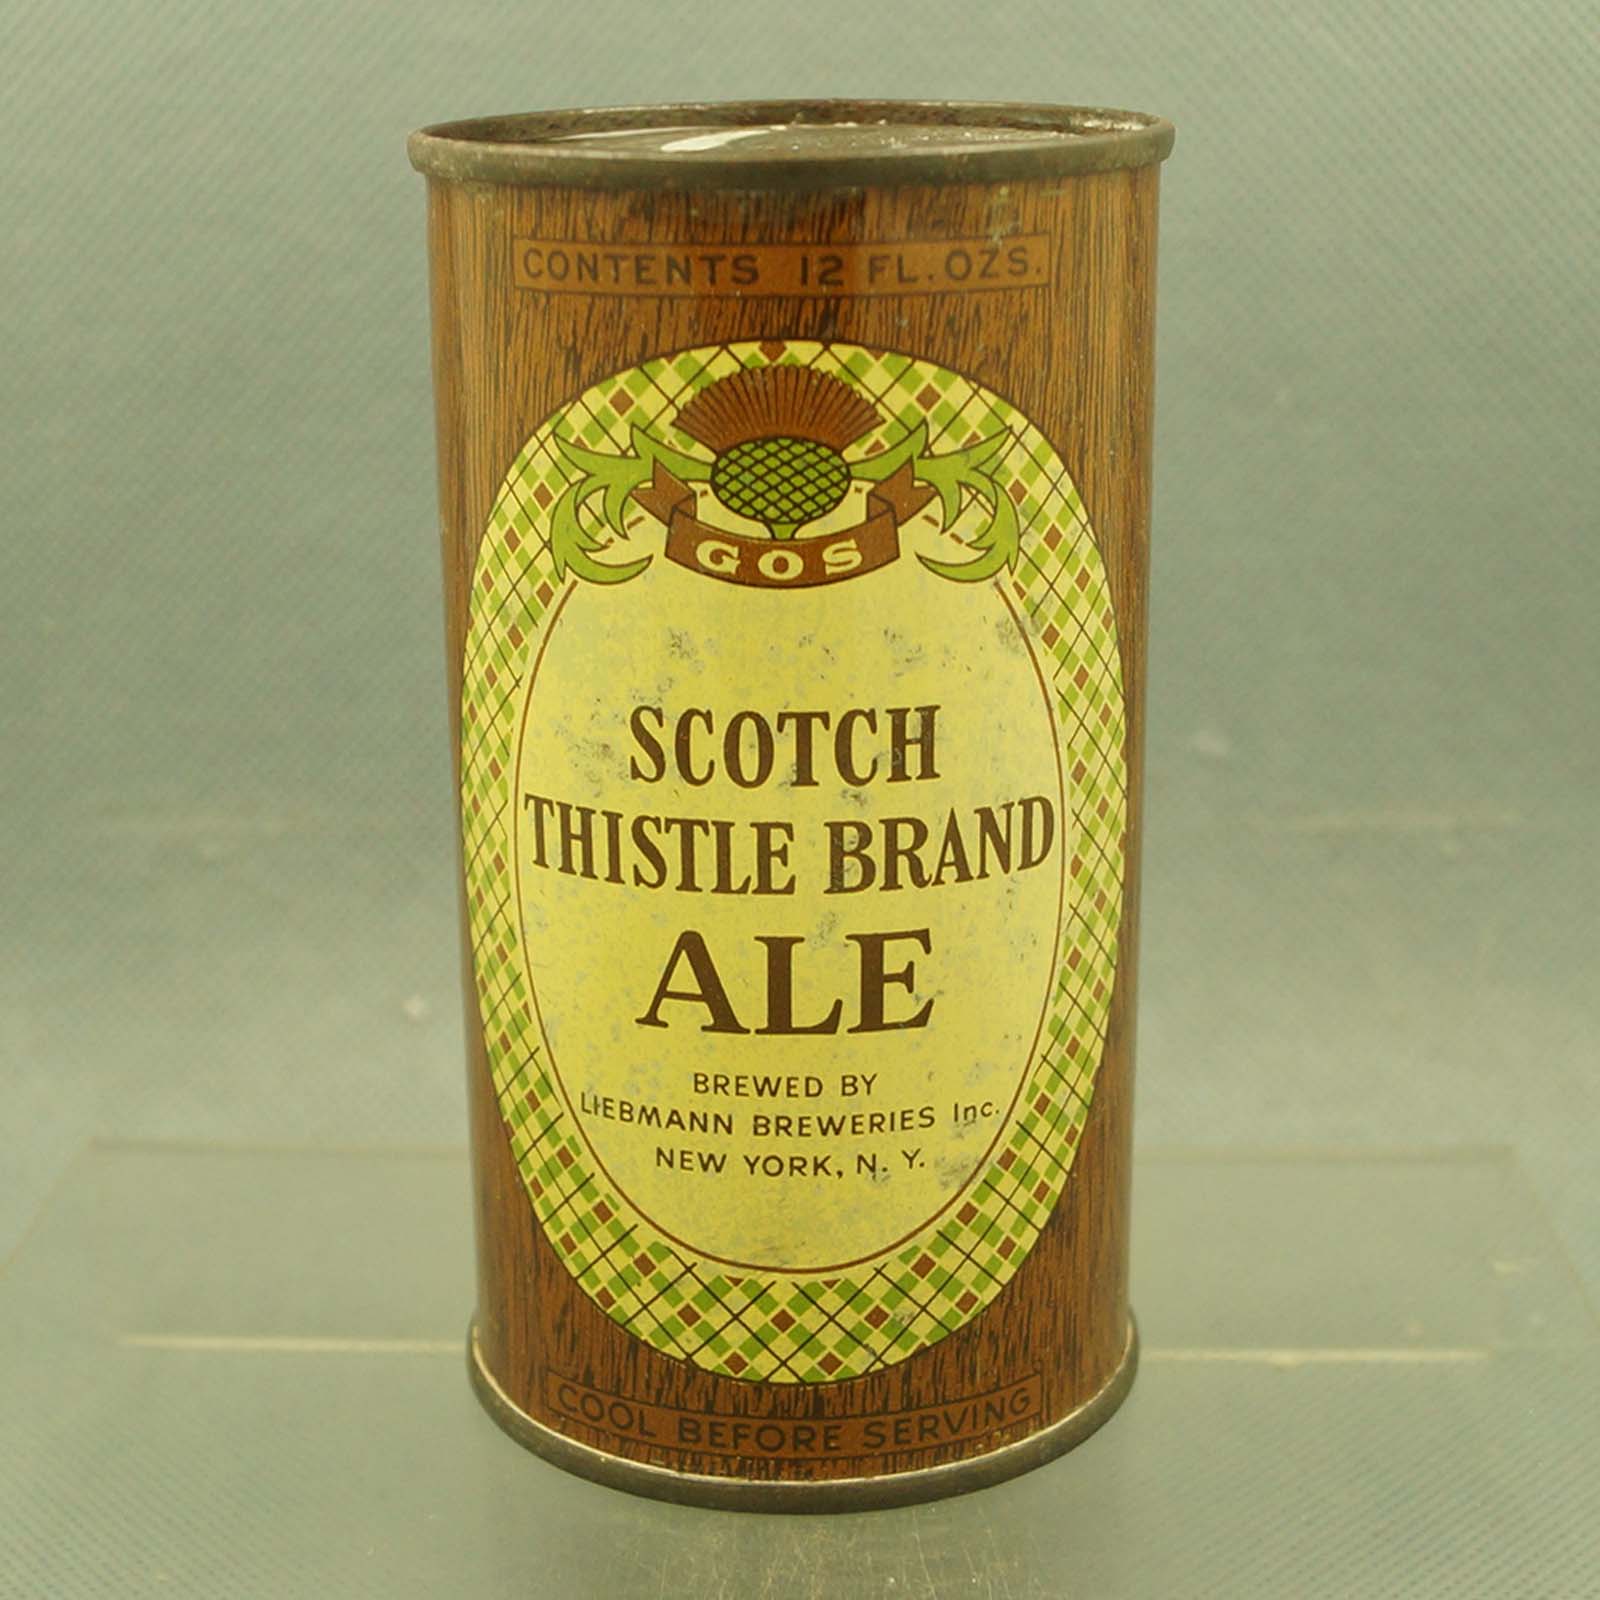 CONTENTS 12 FL. OZS.
GOS
SCOTCH
THISTLE BRAND
ALE
BREWED BY
LIEBMANN BREWERIES Inc.
NEW YORK, N. Y.
COOL BEFORE SERVING